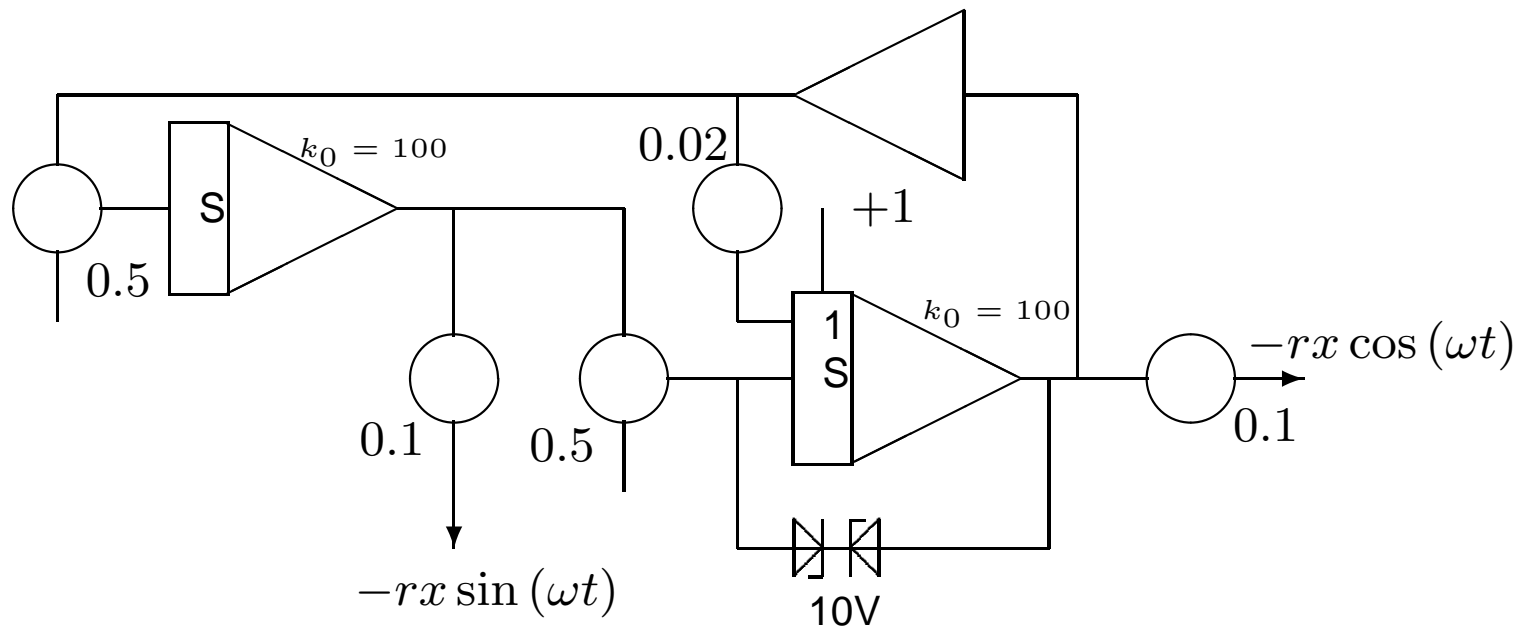 k₀ = 100
0.02
S
+1
0.5
k₀ = 100
1
−rx cos (ωt)
S
0.1
0.5
0.1
−rx sin (ωt)
10V